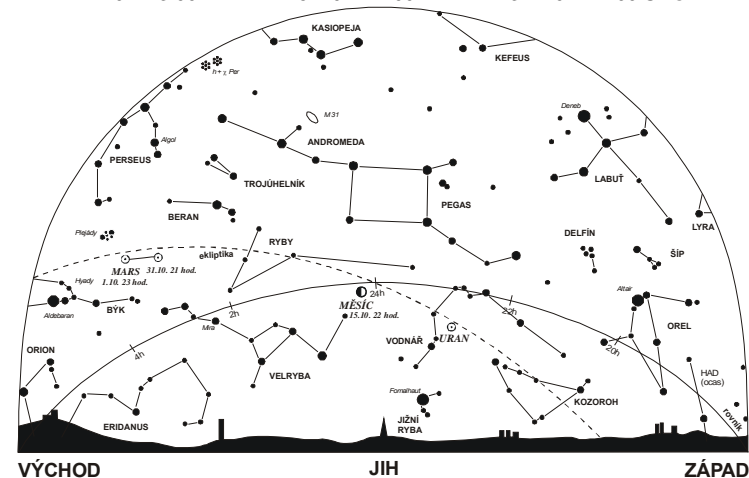 KASIOPEJA
KEFEUS
h+χ Per
M 31
Deneb
ANDROMEDA
Algol
PERSEUS
TROJÚHELNÍK
LABUŤ
PEGAS
BERAN
LYRA
Plejády
DELFÍN
RYBY
ekliptika
ŠÍP
MARS
1.10. 23 hod.
31.10. 21 hod.
Hyady
Aldebaran
BÝK
MĚSÍC
15.10. 22 hod.
24h
2h
22h
Altair
Mira
4h
VODNÁŘ
URAN
OREL
20h
ORION
VELRYBA
HAD
(ocas)
Fomalhaut
KOZOROH
ERIDANUS
JIŽNÍ
RYBA
rovník
VÝCHOD
JIH
ZÁPAD